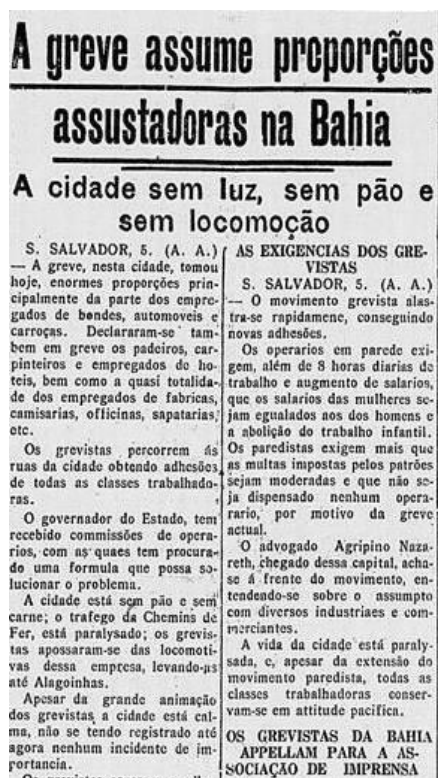 A greve assume proporções
assustadoras na Bahia
A cidade sem luz, sem pão e
sem locomoção
S. SALVADOR, 5. (A. A.)
— A greve, nesta cidade, tomou
hoje, enormes proporções prin-
cipalmente da parte dos empre-
gados de bondes, automoveis e
carroças. Declararam-se tam-
bem em greve os padeiros, car-
pinteiros e empregados de ho-
teis, bem como a quasi totalida-
de dos empregados de fabricas,
camisarias, officinas, sapatarias,
etc.
Os grevistas percorrem ás
ruas da cidade obtendo adhesões
de todas as classes trabalhado-
ras.
O governador do Estado, tem
recebido commissões de opera-
rios, com as quaes tem procura-
do uma formula que possa so-
lucionar o problema.
A cidade está sem pão e sem
carne; o trafego da Chemins de
Fer, está paralysado; os grevis-
tas apossaram-se das locomoti-
vas dessa empresa, levando-as
até Alagoinhas.
Apesar da grande animação
dos grevistas a cidade está cal-
ma, não se tendo registado até
agora nenhum incidente de im-
portancia.
AS EXIGENCIAS DOS GRE-
VISTAS
S. SALVADOR, 5. (A. A.)
— O movimento grevista alas-
tra-se rapidamene, conseguindo
novas adhesões.
Os operarios em parede exi-
gem, além de 8 horas diarias de
trabalho e augmento de salarios,
que os salarios das mulheres se-
jam egualados aos dos homens e
a abolição do trabalho infantil.
Os paredistas exigem mais que
as multas impostas pelos patrões
sejam moderadas e que não se-
ja dispensado nenhum opera-
rario, por motivo da greve
actual.
O advogado Agripino Naza-
reth, chegado dessa capital, acha-
se á frente do movimento, en-
tendendo-se sobre o assumpto
com diversos industriaes e com-
merciantes.
A vida da cidade está paraly-
sada, e, apesar da extensão do
movimento paredista, todas as
classes trabalhadoras conser-
vam-se em attitude pacifica.
OS GREVISTAS DA BAHIA
APPELLAM PARA A AS-
SOCIAÇÃO DE IMPRENSA